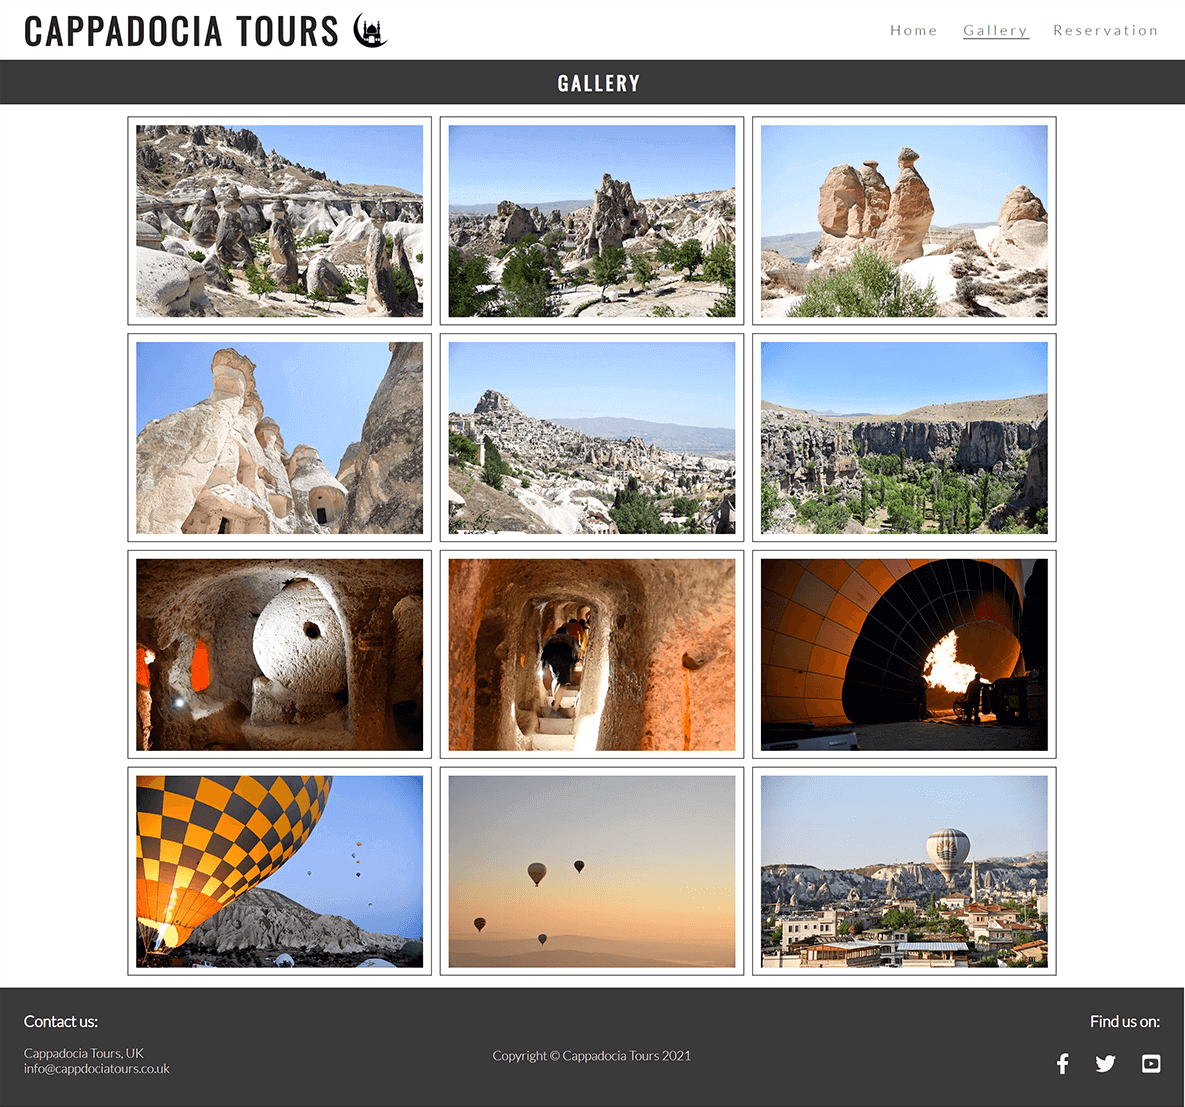 CAPPADOCIA TOURS
Home Gallery Reservation
GALLERY
Contact us:
Cappadocia Tours, UK
info@cappdociatours.co.uk
Copyright © Cappadocia Tours 2021
Find us on: